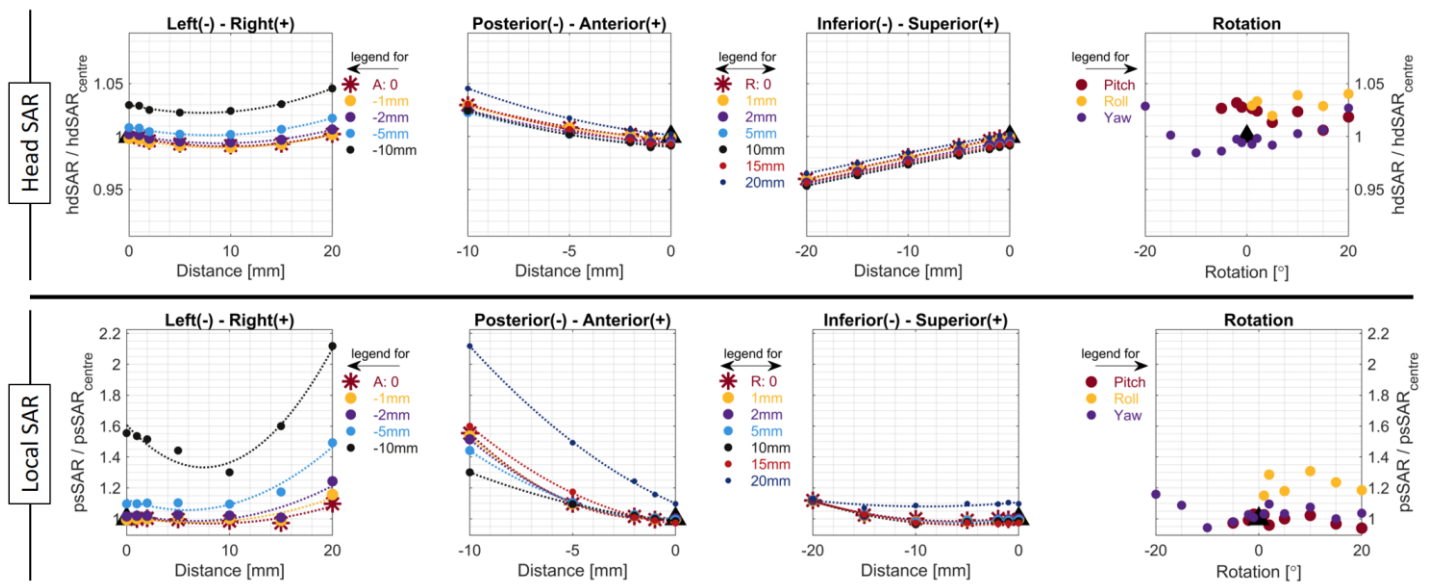 Head SAR
Left(-) - Right(+)
hdSAR / hdSAR_centre
1.05
1
0.95
0
10
20
Distance [mm]
legend for
A: 0
-1mm
-2mm
-5mm
-10mm
Posterior(-) - Anterior(+)
-10
-5
0
Distance [mm]
legend for
R: 0
1mm
2mm
5mm
10mm
15mm
20mm
Inferior(-) - Superior(+)
-20
-10
0
Distance [mm]
legend for
Pitch
Roll
Yaw
Rotation
-20
0
20
Rotation [°]
1.05
1
0.95
hdSAR / hdSAR_centre
Local SAR
Left(-) - Right(+)
psSAR / psSAR_centre
2.2
2
1.8
1.6
1.4
1.2
1
0
10
20
Distance [mm]
legend for
A: 0
-1mm
-2mm
-5mm
-10mm
Posterior(-) - Anterior(+)
-10
-5
0
Distance [mm]
legend for
R: 0
1mm
2mm
5mm
10mm
15mm
20mm
Inferior(-) - Superior(+)
-20
-10
0
Distance [mm]
legend for
Pitch
Roll
Yaw
Rotation
-20
0
20
Rotation [°]
2.2
2
1.8
1.6
1.4
1.2
1
psSAR / psSAR_centre